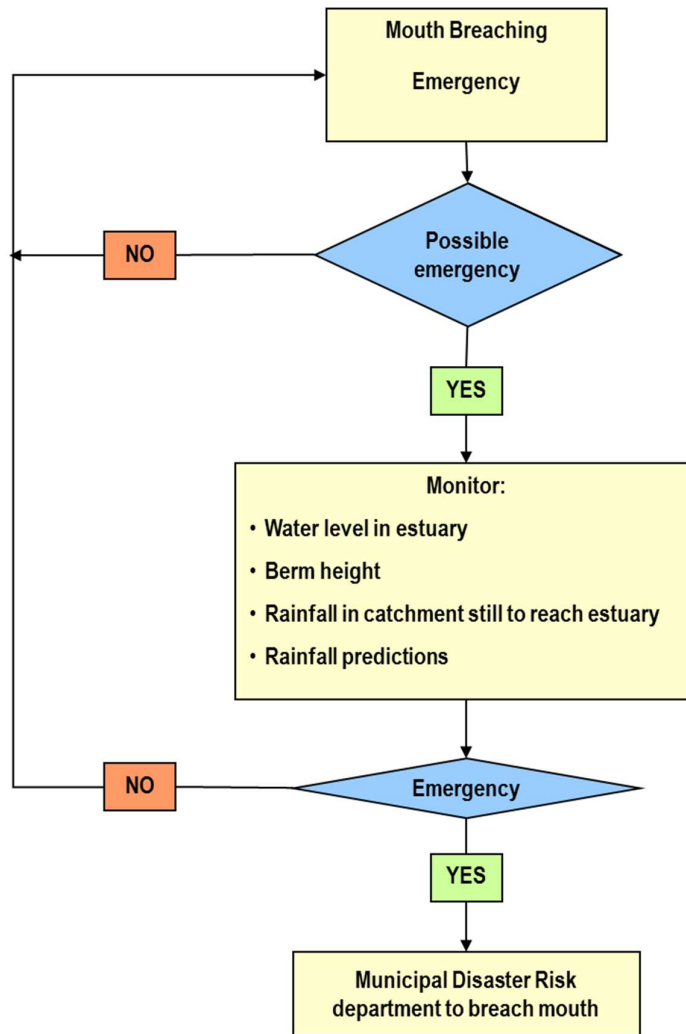 Mouth Breaching
Emergency
Possible
emergency
NO
YES
Monitor:
• Water level in estuary
• Berm height
• Rainfall in catchment still to reach estuary
• Rainfall predictions
Emergency
NO
YES
Municipal Disaster Risk
department to breach mouth